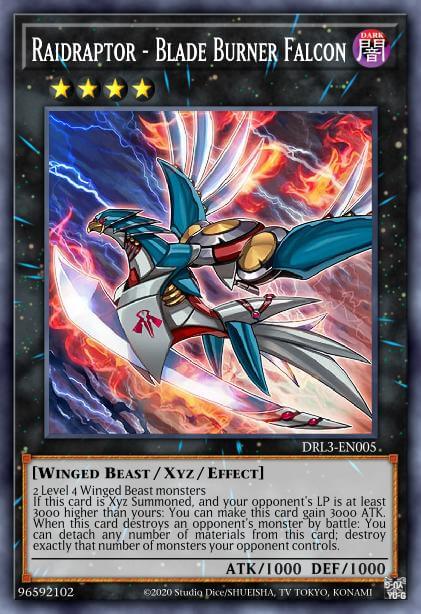 RAIDRAPTOR - BLADE BURNER FALCON
DARK
闇
DRL3-EN005
[WINGED BEAST / XYZ / EFFECT]
2 Level 4 Winged Beast monsters
If this card is Xyz Summoned, and your opponent's LP is at least
3000 higher than yours: You can make this card gain 3000 ATK.
When this card destroys an opponent's monster by battle: You
can detach any number of materials from this card; destroy
exactly that number of monsters your opponent controls.
ATK/1000 DEF/1000
96592102
©2020 Studio Dice/SHUEISHA, TV TOKYO, KONAMI